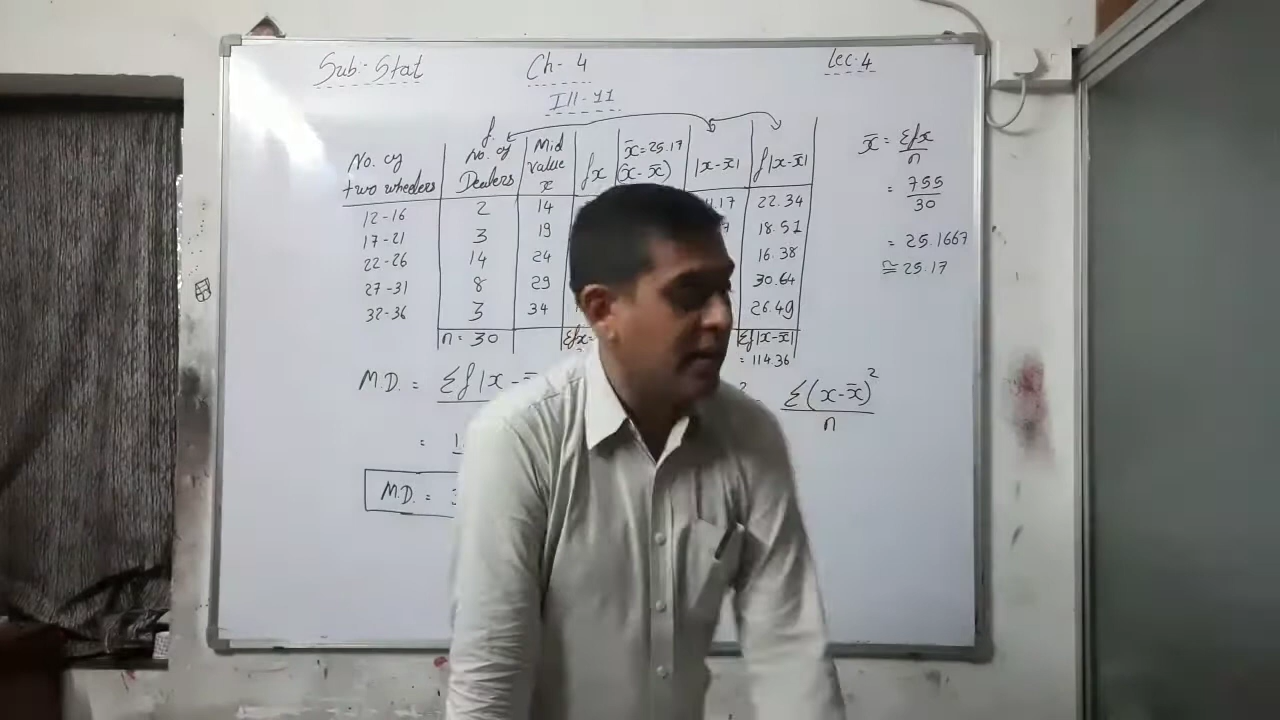 Sub:- Stat Ch- 4 Lec. 4
Ill-11
No. of two wheelers | f. No. of Dealers | Mid value x | fx | x̄=25.17 (x-x̄) | |x-x̄| | f|x-x̄|
12-16 2 14 22.34
17-21 3 19 18.51
22-26 14 24 16.38
27-31 8 29 30.64
32-36 3 34 26.49
n = 30 Σfx= Σf|x-x̄|
= 114.36
M.D. = Σf|x-
=
M.D. =
= Σ(x-x̄)²
n
x̄ = Σfx
n
= 755
30
= 25.1667
≅ 25.17